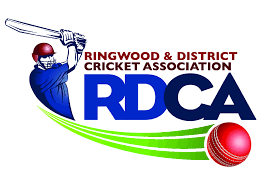 RINGWOOD & DISTRICT
CRICKET ASSOCIATION
RDCA